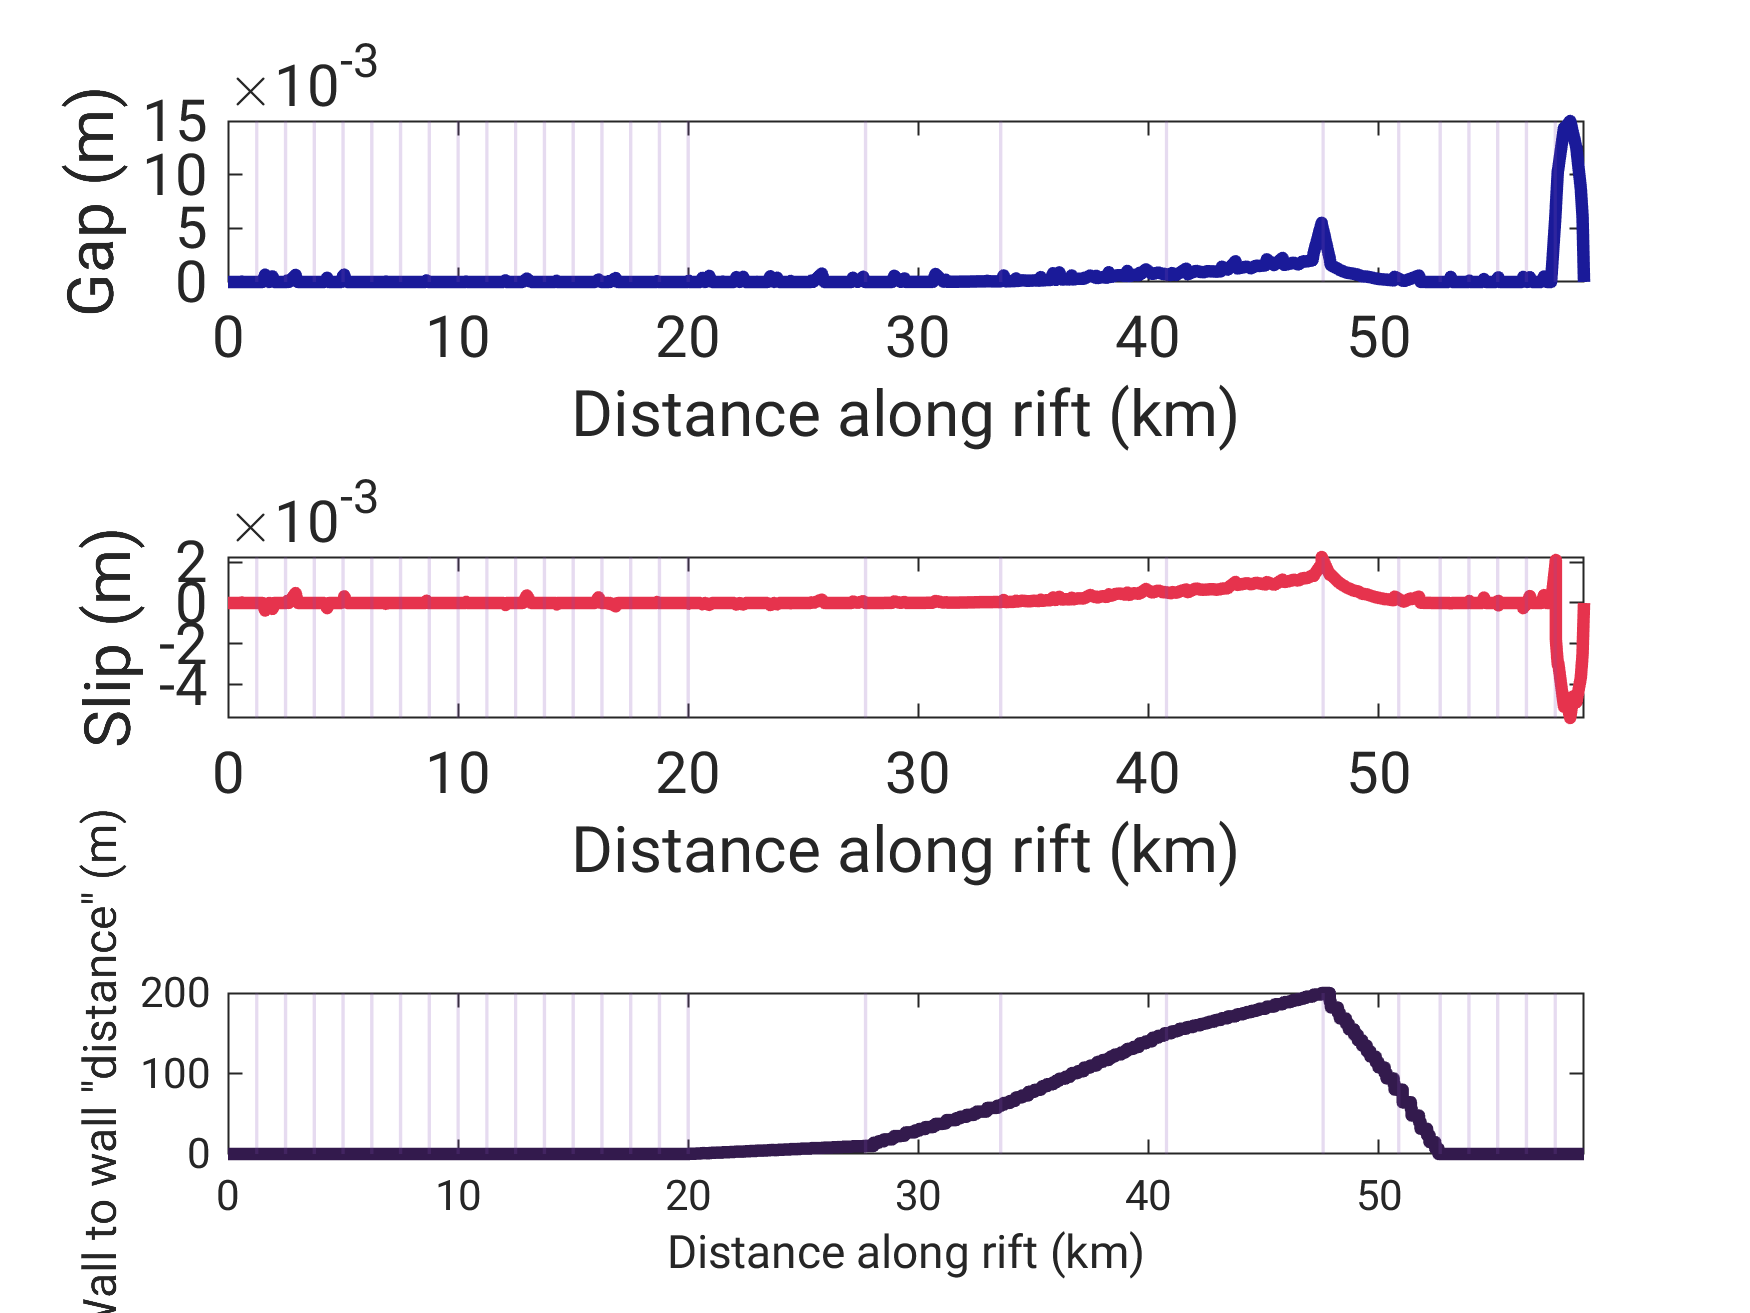 ×10-3
Gap (m)
15
10
5
0
0 10 20 30 40 50
Distance along rift (km)
×10-3
Slip (m)
2
0
-2
-4
0 10 20 30 40 50
Distance along rift (km)
to wall "distance" (m)
200
100
0
0 10 20 30 40 50
Distance along rift (km)